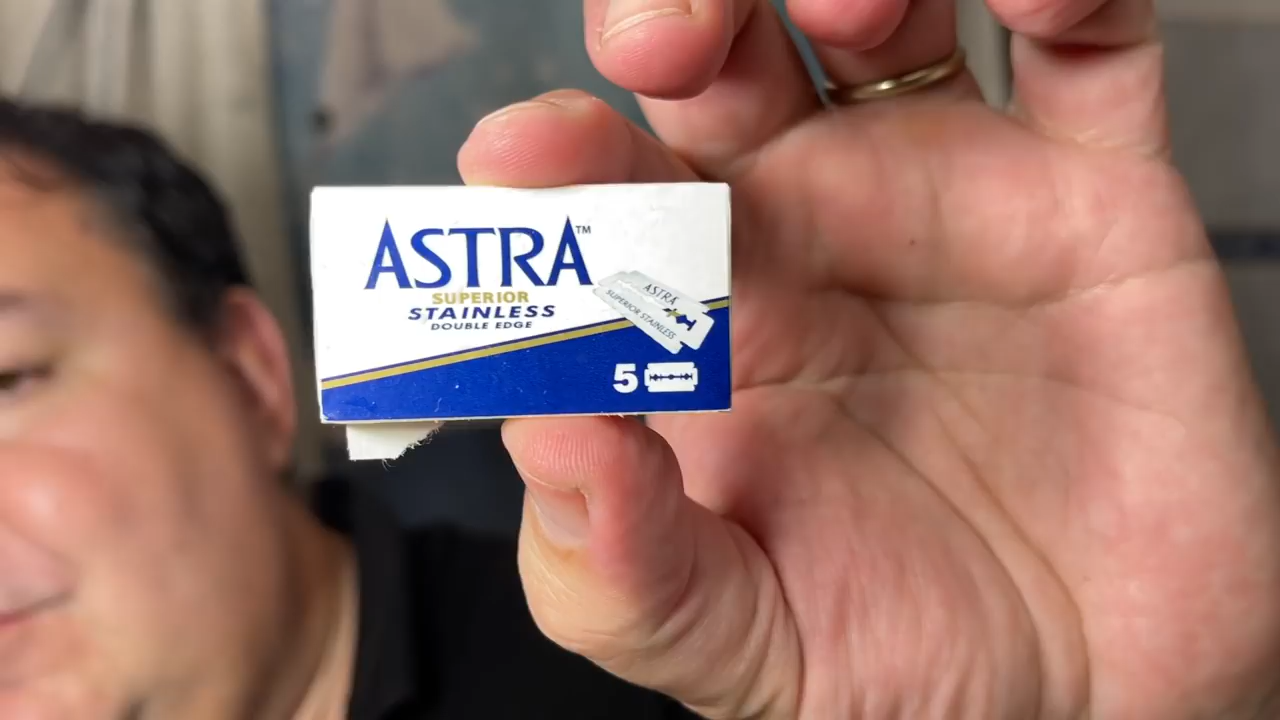 ASTRA™
SUPERIOR
STAINLESS
DOUBLE EDGE
ASTRA
SUPERIOR STAINLESS
5